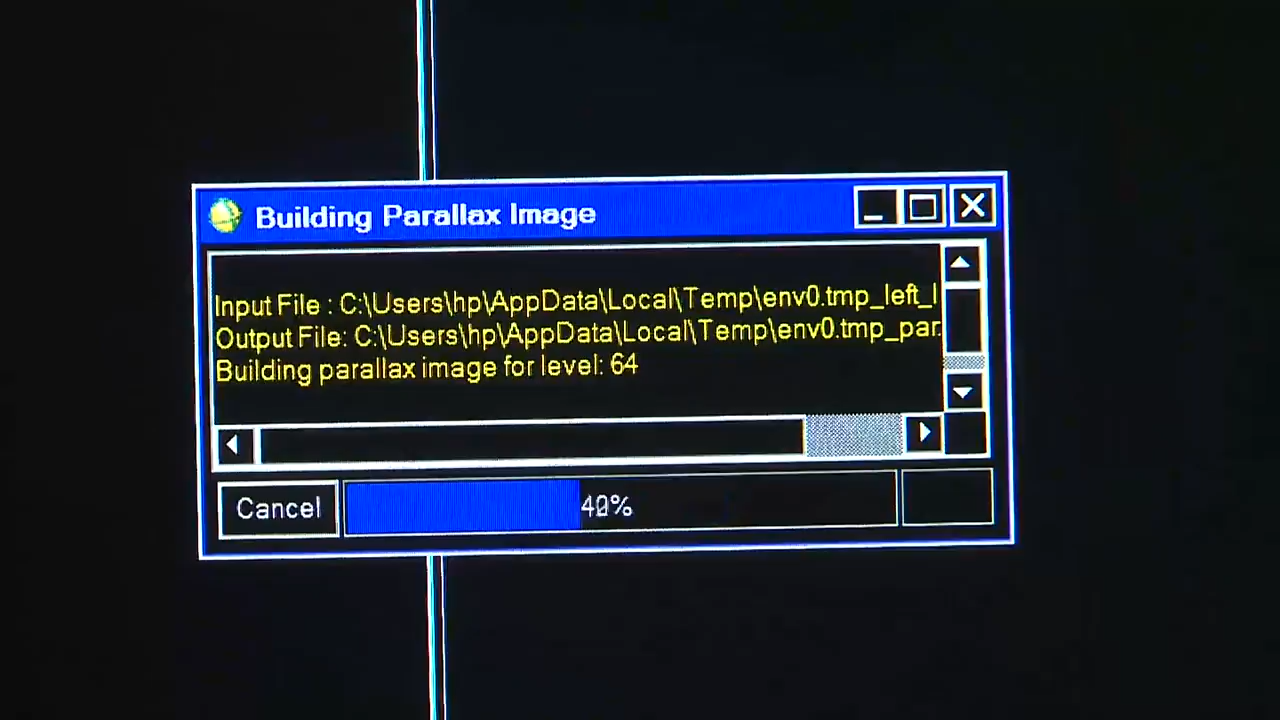 Building Parallax Image
Input File : C:\Users\hp\AppData\Local\Temp\env0.tmp_left_l
Output File: C:\Users\hp\AppData\Local\Temp\env0.tmp_par.
Building parallax image for level: 64
Cancel